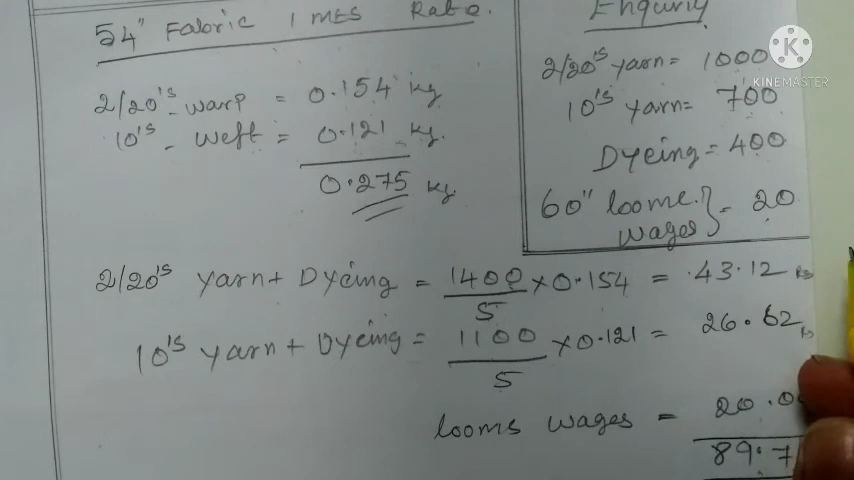 54" Fabric 1 MES Rate.
2/20's - warp = 0.154 kg
10's - weft = 0.121 kg.
0.275 kg
Enquriy
2/20's yarn = 1000
10's yarn = 700
Dyeing = 400
60" loome.} = 20
wages
2/20's yarn + Dyeing = 1400/5 × 0.154 = 43.12 Rs
10's yarn + Dyeing = 1100/5 × 0.121 = 26.62 Rs
looms wages = 20.0
89.7
K
KINEMASTER